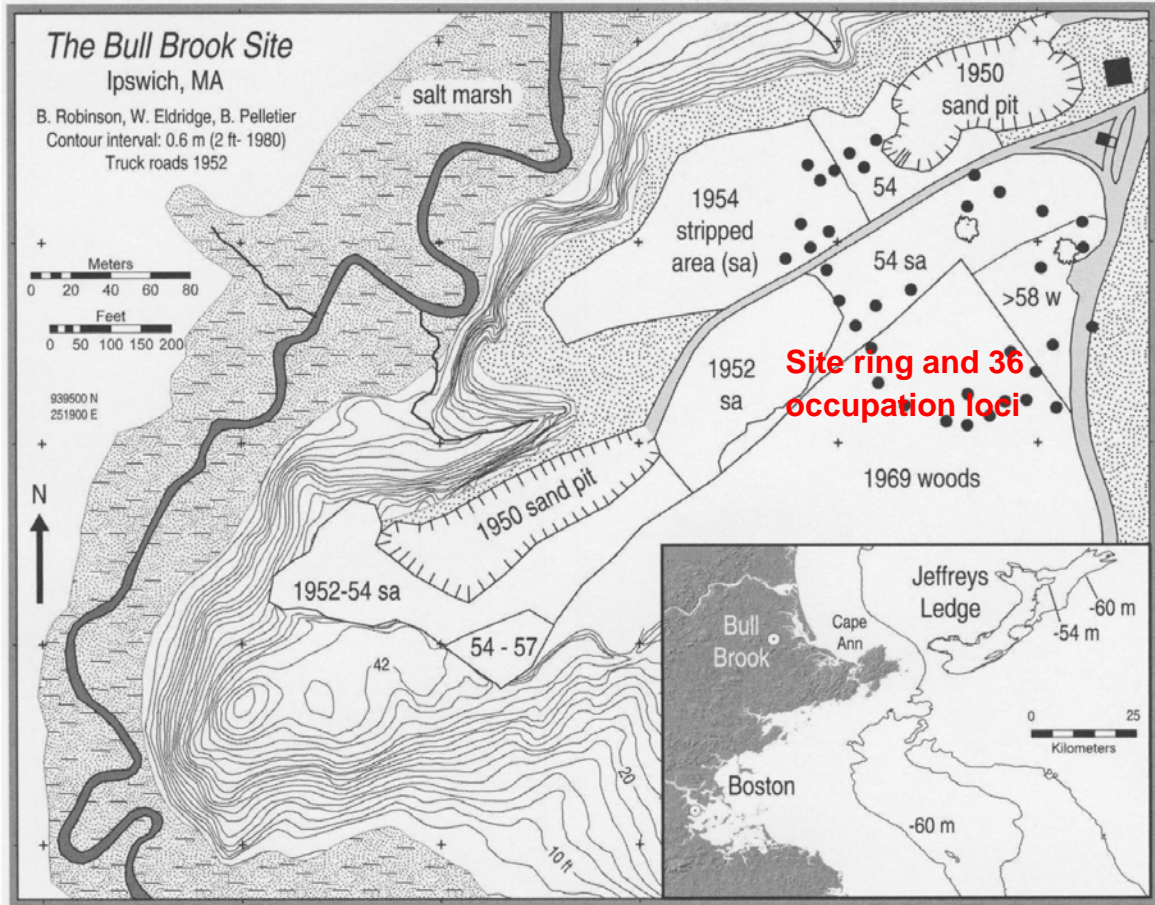 The Bull Brook Site
Ipswich, MA
B. Robinson, W. Eldridge, B. Pelletier
Contour interval: 0.6 m (2 ft- 1980)
Truck roads 1952
salt marsh
1950
sand pit
1954
stripped
area (sa)
54
54 sa
>58 w
Meters
0 20 40 60 80
Feet
0 50 100 150 200
939500 N
251900 E
1952
sa
Site ring and 36
occupation loci
1969 woods
N
1950 sand pit
1952-54 sa
54 - 57
42
20
10 ft
Jeffreys
Ledge
-60 m
-54 m
Bull
Brook
Cape
Ann
0 25
Kilometers
Boston
-60 m